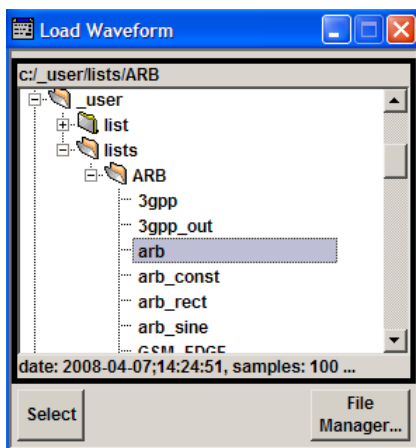 Load Waveform
c:/_user/lists/ARB
_user
list
lists
ARB
3gpp
3gpp_out
arb
arb_const
arb_rect
arb_sine
GSM_EDGE
date: 2008-04-07;14:24:51, samples: 100 ...
Select
File
Manager...